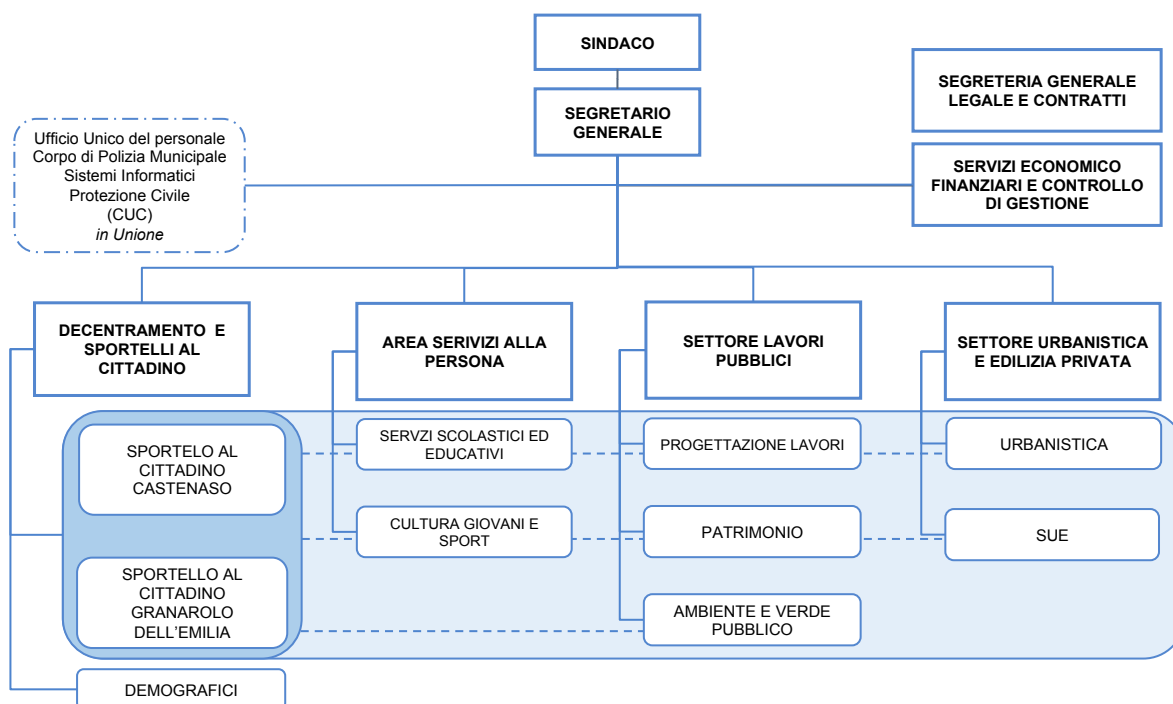 SINDACO
SEGRETARIO
GENERALE
SEGRETERIA GENERALE
LEGALE E CONTRATTI
Ufficio Unico del personale
Corpo di Polizia Municipale
Sistemi Informatici
Protezione Civile
(CUC)
in Unione
SERVIZI ECONOMICO
FINANZIARI E CONTROLLO
DI GESTIONE
DECENTRAMENTO E
SPORTELLI AL
CITTADINO
AREA SERIVIZI ALLA
PERSONA
SETTORE LAVORI
PUBBLICI
SETTORE URBANISTICA
E EDILIZIA PRIVATA
SPORTELO AL
CITTADINO
CASTENASO
SERVZI SCOLASTICI ED
EDUCATIVI
PROGETTAZIONE LAVORI
URBANISTICA
CULTURA GIOVANI E
SPORT
PATRIMONIO
SUE
SPORTELLO AL
CITTADINO
GRANAROLO
DELL'EMILIA
AMBIENTE E VERDE
PUBBLICO
DEMOGRAFICI